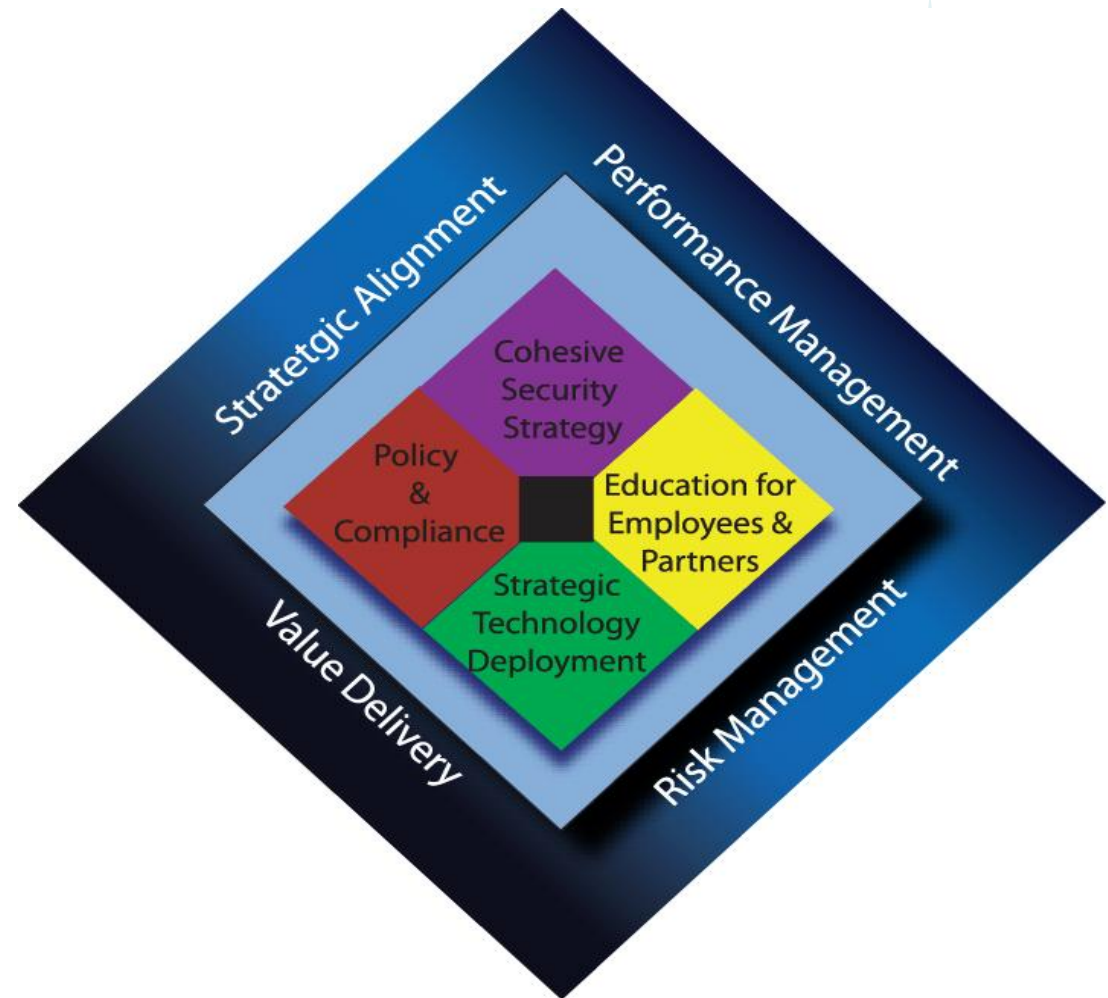 Stratetgic Alignment
Performance Management
Cohesive
Security
Strategy
Policy
&
Compliance
Education for
Employees &
Partners
Strategic
Technology
Deployment
Value Delivery
Risk Management